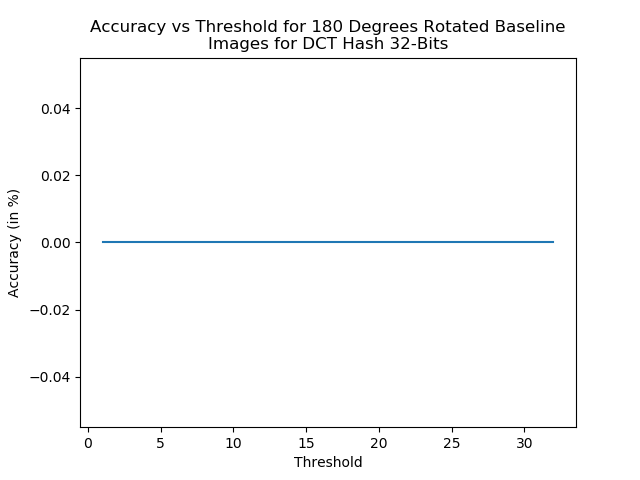 Accuracy vs Threshold for 180 Degrees Rotated Baseline
Images for DCT Hash 32-Bits
Accuracy (in %)
0.04
0.02
0.00
−0.02
−0.04
0 5 10 15 20 25 30
Threshold